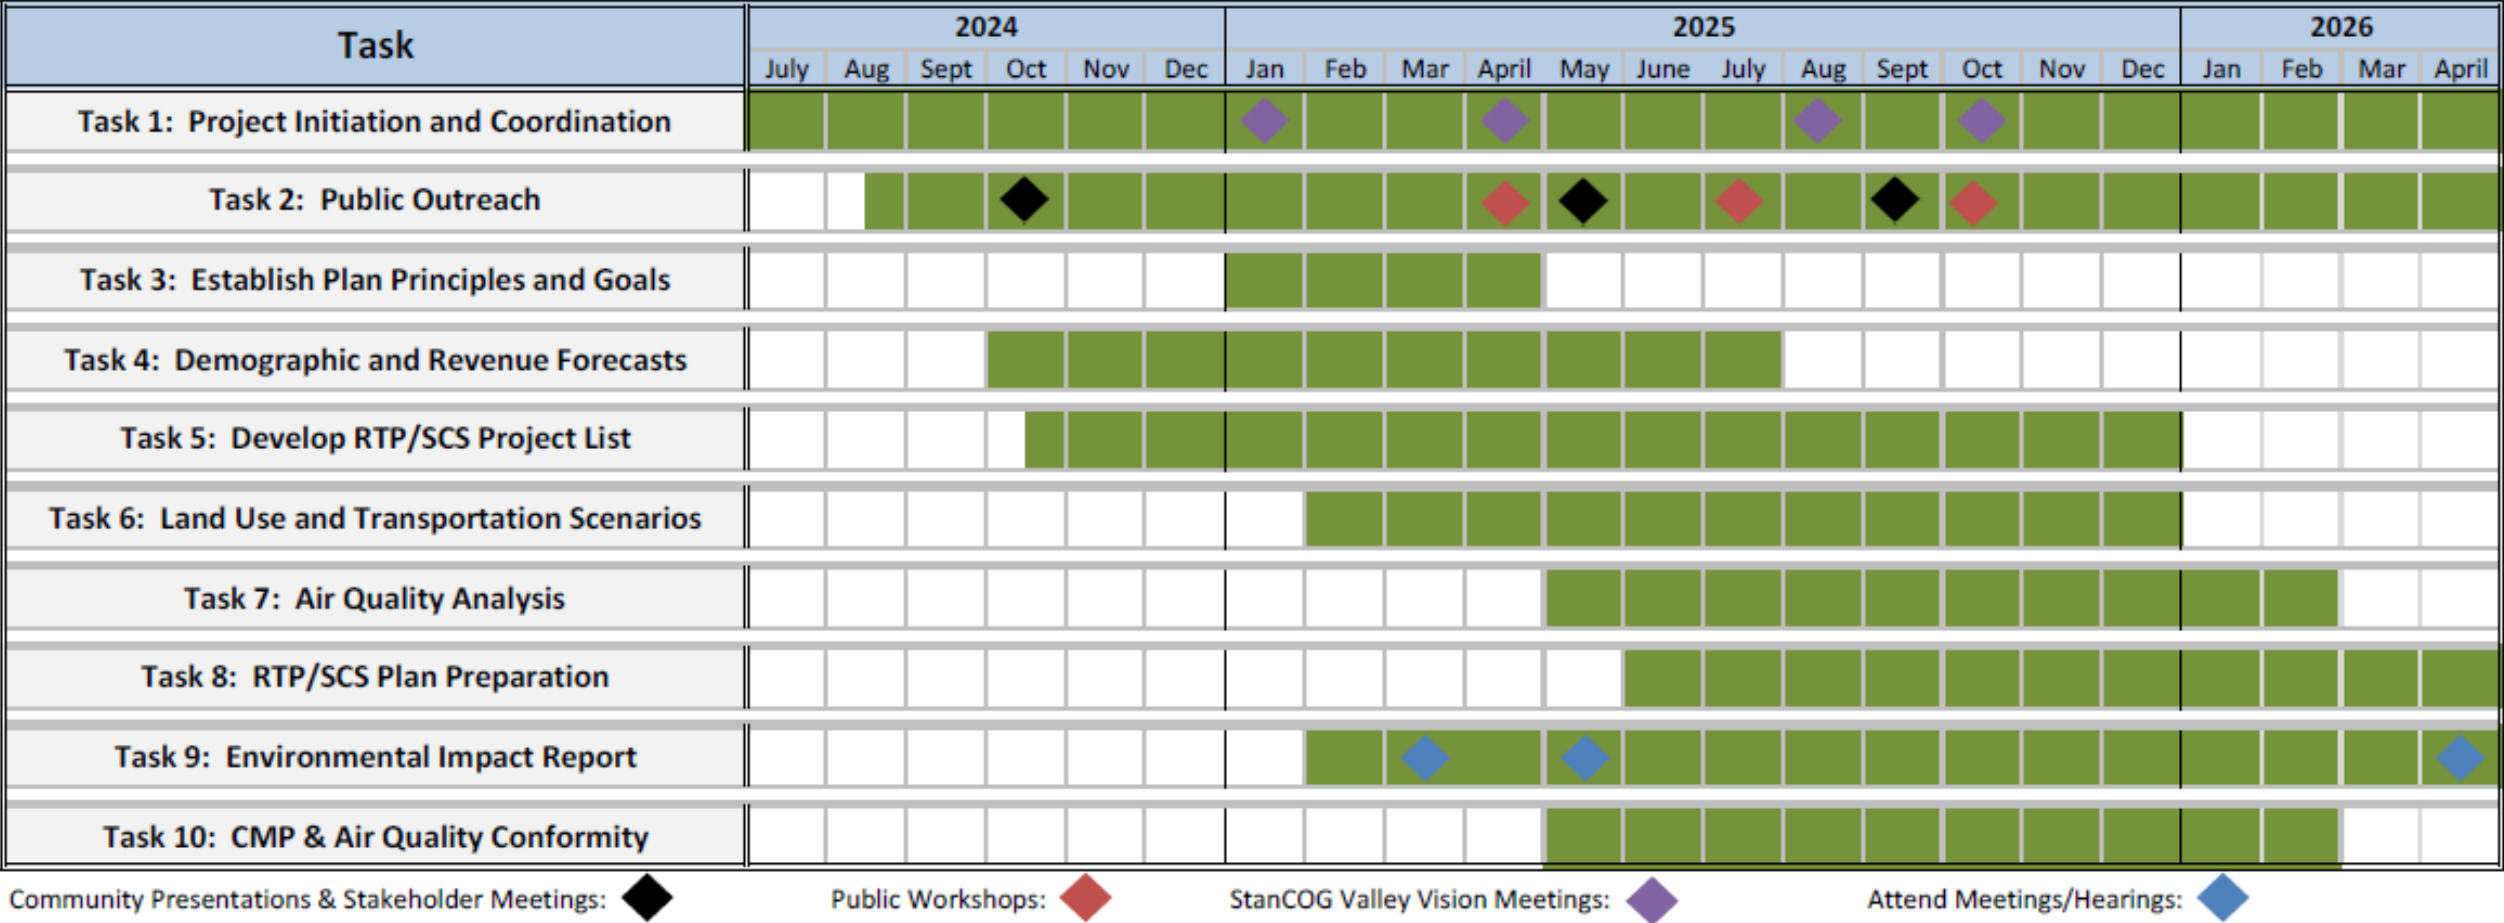 Task
2024 2025 2026
July Aug Sept Oct Nov Dec Jan Feb Mar April May June July Aug Sept Oct Nov Dec Jan Feb Mar April
Task 1: Project Initiation and Coordination
Task 2: Public Outreach
Task 3: Establish Plan Principles and Goals
Task 4: Demographic and Revenue Forecasts
Task 5: Develop RTP/SCS Project List
Task 6: Land Use and Transportation Scenarios
Task 7: Air Quality Analysis
Task 8: RTP/SCS Plan Preparation
Task 9: Environmental Impact Report
Task 10: CMP & Air Quality Conformity
Community Presentations & Stakeholder Meetings: Public Workshops: StanCOG Valley Vision Meetings: Attend Meetings/Hearings: